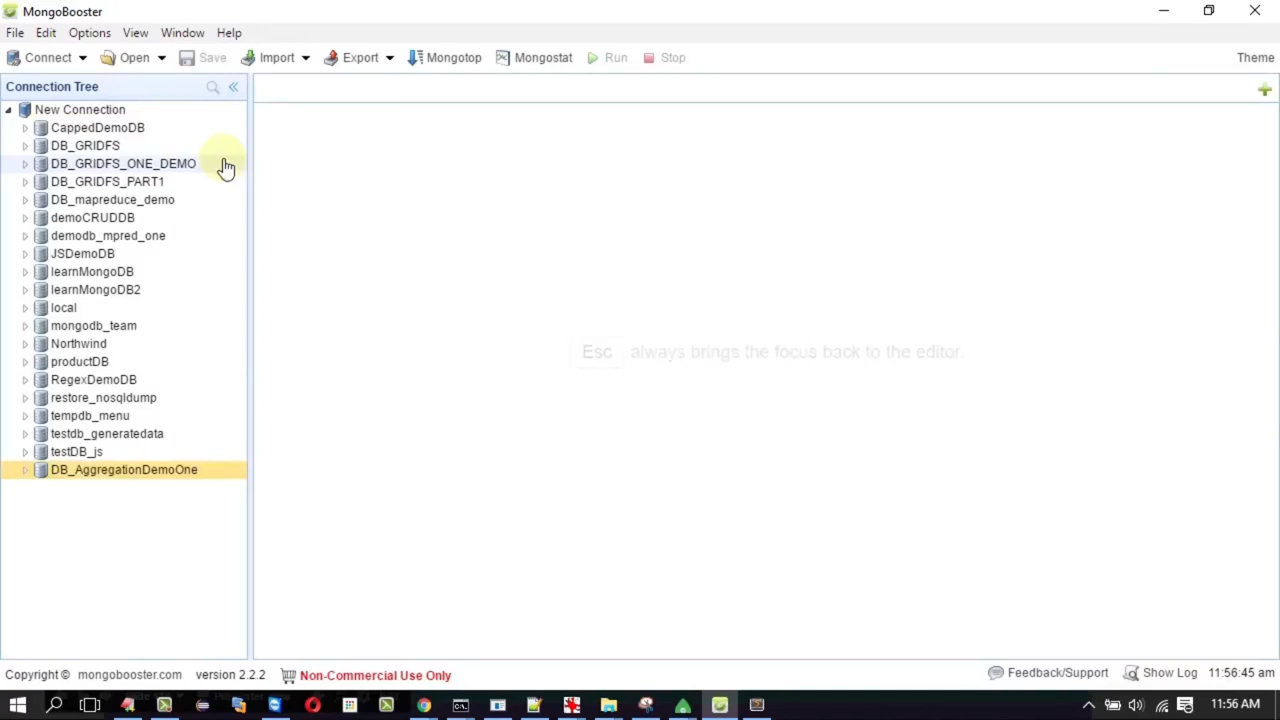 MongoBooster
File Edit Options View Window Help
Connect Open Save Import Export Mongotop Mongostat Run Stop Theme
Connection Tree
New Connection
CappedDemoDB
DB_GRIDFS
DB_GRIDFS_ONE_DEMO
DB_GRIDFS_PART1
DB_mapreduce_demo
demoCRUDDB
demodb_mpred_one
JSDemoDB
learnMongoDB
learnMongoDB2
local
mongodb_team
Northwind
productDB
RegexDemoDB
restore_nosqldump
tempdb_menu
testdb_generatedata
testDB_js
DB_AggregationDemoOne
Esc always brings the focus back to the editor.
Copyright © mongobooster.com version 2.2.2 Non-Commercial Use Only Feedback/Support Show Log 11:56:45 am
11:56 AM